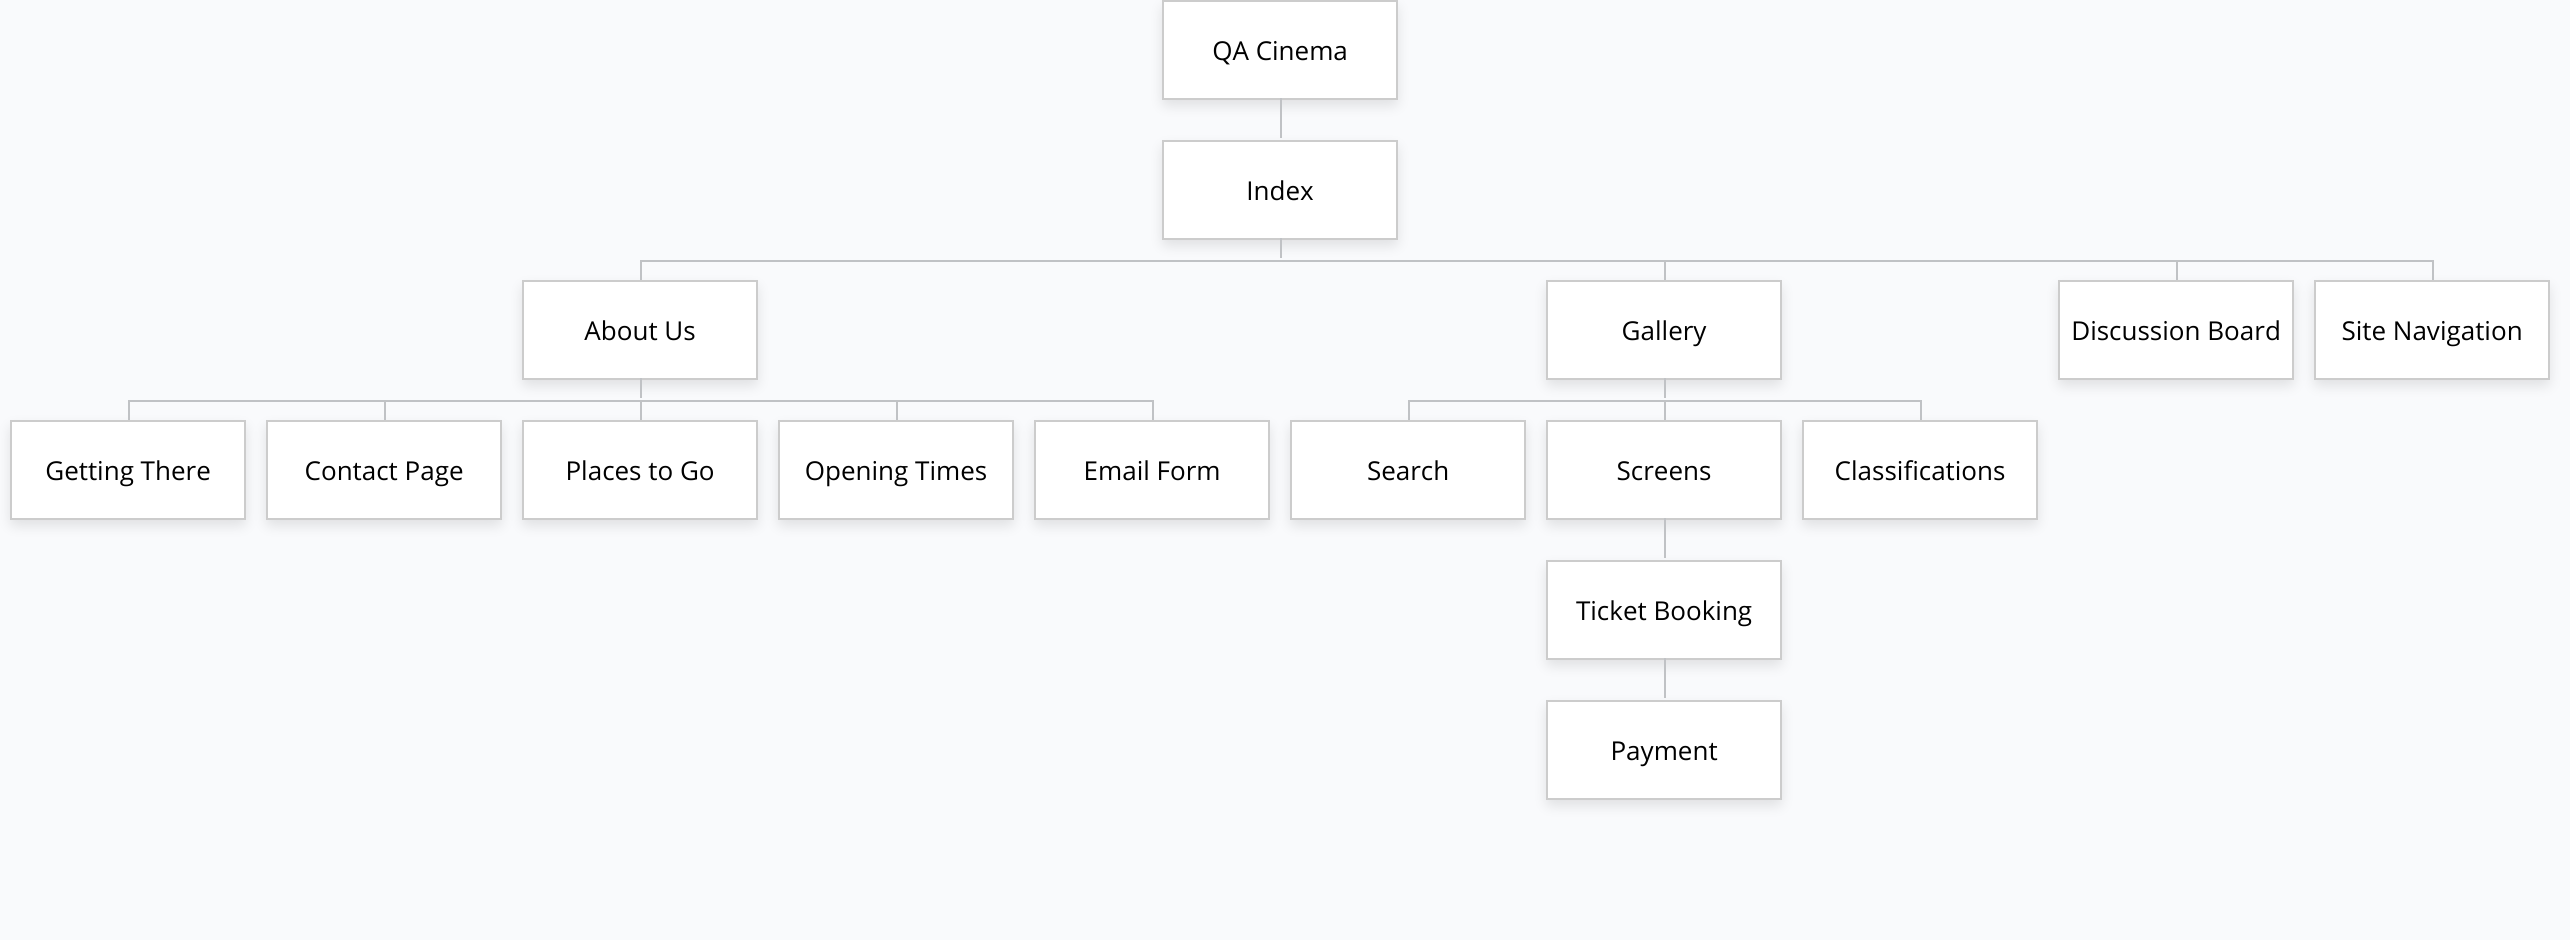 QA Cinema
Index
About Us
Gallery
Discussion Board
Site Navigation
Getting There
Contact Page
Places to Go
Opening Times
Email Form
Search
Screens
Classifications
Ticket Booking
Payment